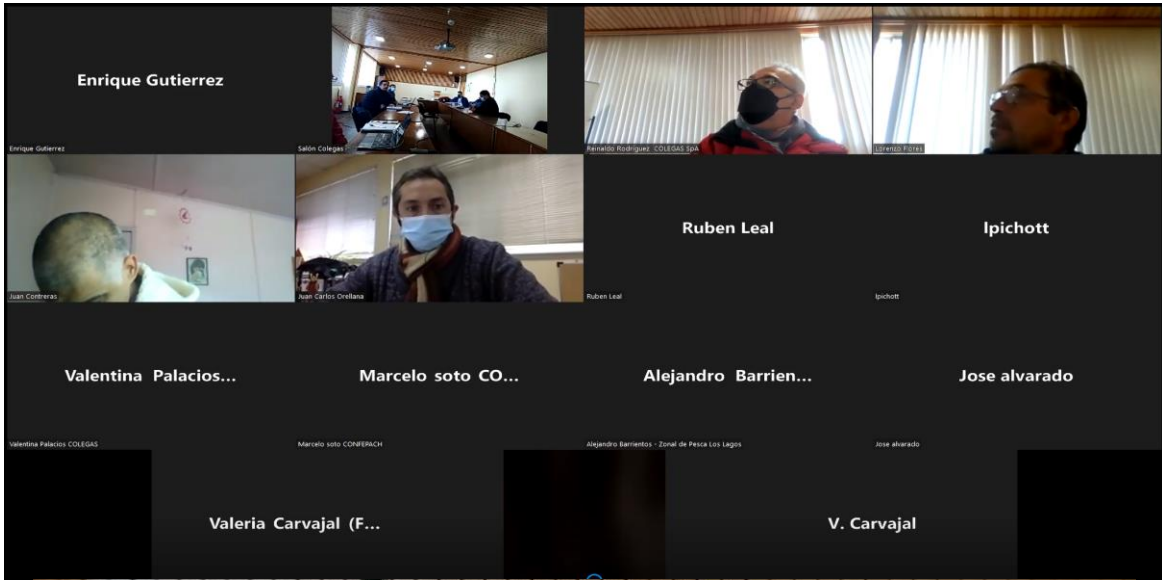 Enrique Gutierrez
Enrique Gutierrez
Salón Colegas
Reinaldo Rodriguez COLEGAS SpA
Lorenzo Flores
Juan Contreras
Juan Carlos Orellana
Ruben Leal
Ruben Leal
lpichott
lpichott
Valentina Palacios...
Valentina Palacios COLEGAS
Marcelo soto CO...
Marcelo soto CONFEPACH
Alejandro Barrien...
Alejandro Barrientos - Zonal de Pesca Los Lagos
Jose alvarado
Jose alvarado
Valeria Carvajal (F...
V. Carvajal